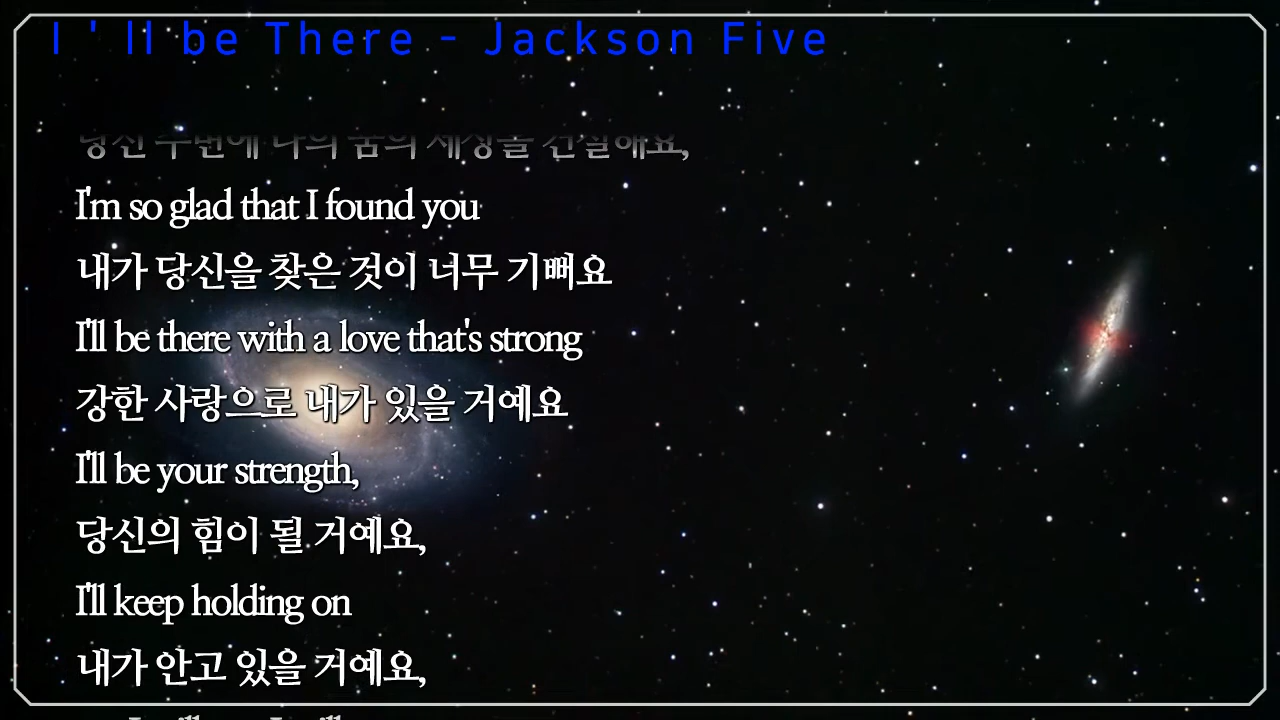 I ' ll be There - Jackson Five
당신 주변에 나의 꿈의 세상을 건설해요,
I'm so glad that I found you
내가 당신을 찾은 것이 너무 기뻐요
I'll be there with a love that's strong
강한 사랑으로 내가 있을 거예요
I'll be your strength,
당신의 힘이 될 거예요,
I'll keep holding on
내가 안고 있을 거예요,